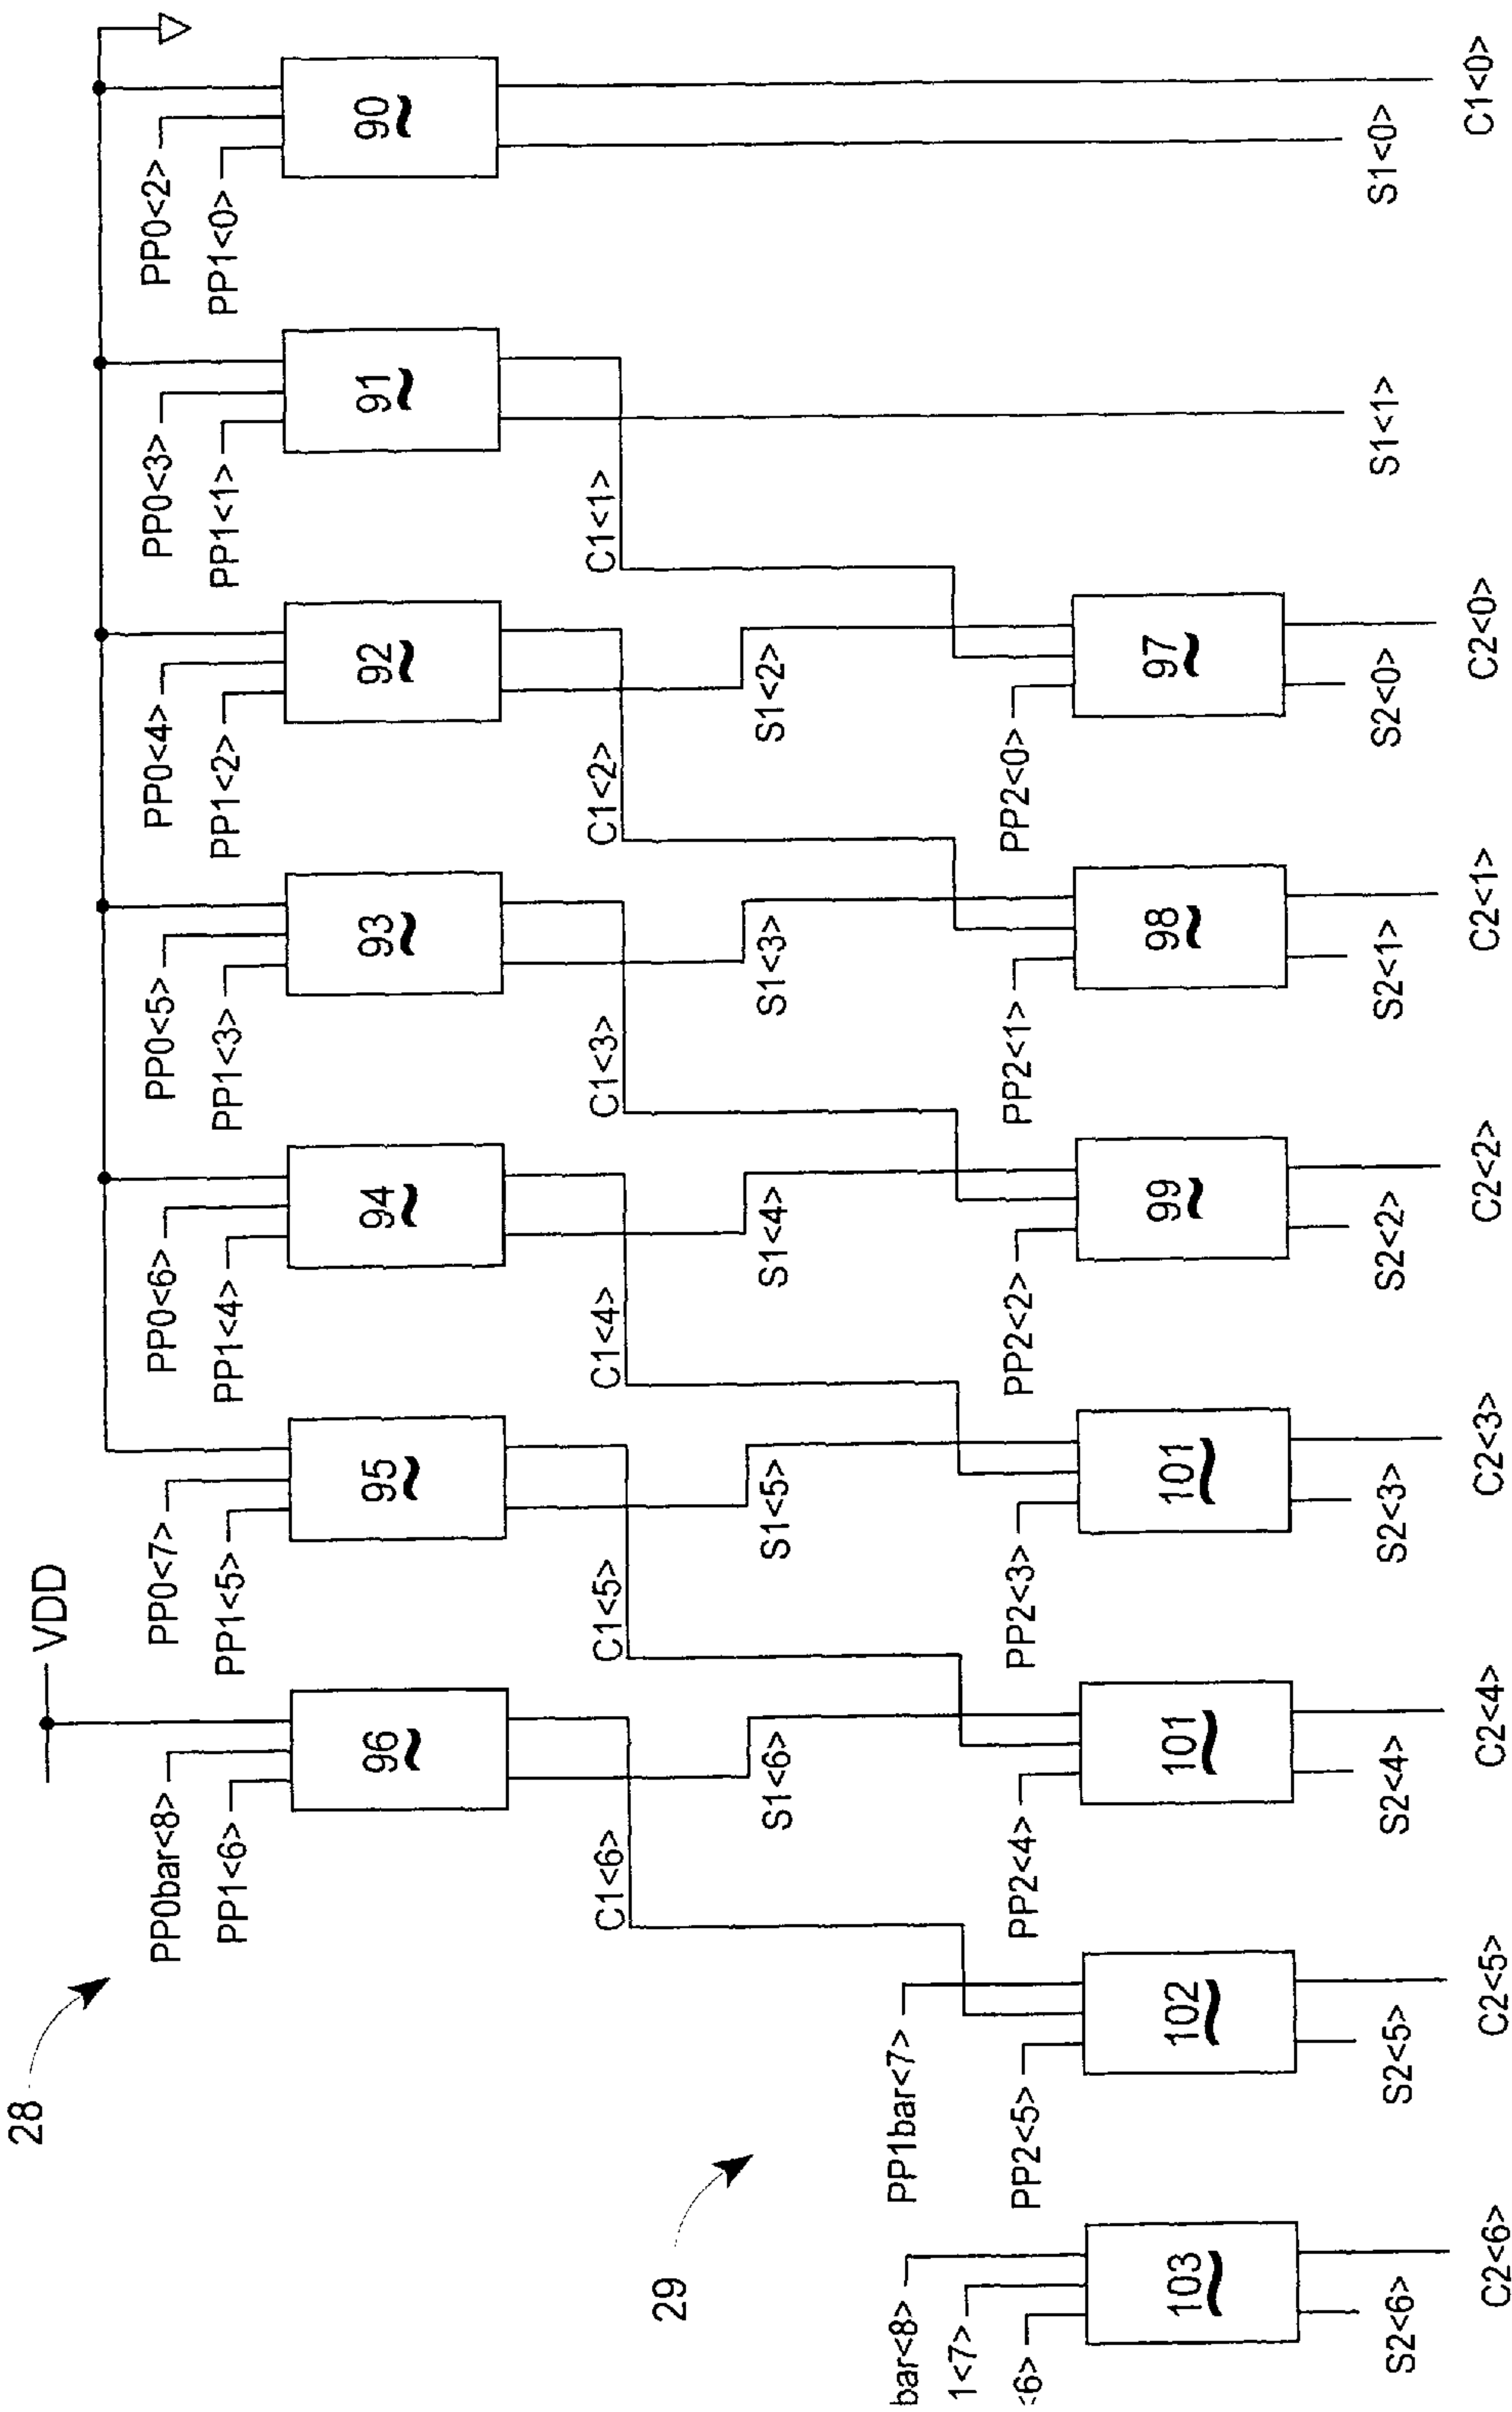 28
VDD
PP0bar<8>
PP0<7>
PP0<6>
PP0<5>
PP0<4>
PP0<3>
PP0<2>
PP1<6>
PP1<5>
PP1<4>
PP1<3>
PP1<2>
PP1<1>
PP1<0>
96
95
94
93
92
91
90
C1<6>
C1<5>
C1<4>
C1<3>
C1<2>
C1<1>
29
S1<6>
S1<5>
S1<4>
S1<3>
S1<2>
bar<8>
PP1bar<7>
1<7>
<6>
PP2<5>
PP2<4>
PP2<3>
PP2<2>
PP2<1>
PP2<0>
103
102
101
101
99
98
97
S2<6>
S2<5>
S2<4>
S2<3>
S2<2>
S2<1>
S2<0>
S1<1>
S1<0>
C2<6>
C2<5>
C2<4>
C2<3>
C2<2>
C2<1>
C2<0>
C1<0>